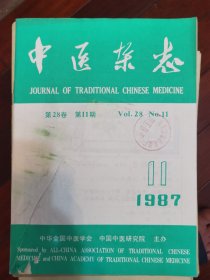 中医杂志
JOURNAL OF TRADITIONAL CHINESE MEDICINE
第28卷 第11期 Vol.28 No.11
11
1987
中华全国中医学会 中国中医研究院 主办
Sponsored by ALL-CHINA ASSOCIATION OF TRADITIONAL CHINESE
MEDICINE and CHINA ACADEMY OF TRADITIONAL CHINESE MEDICINE